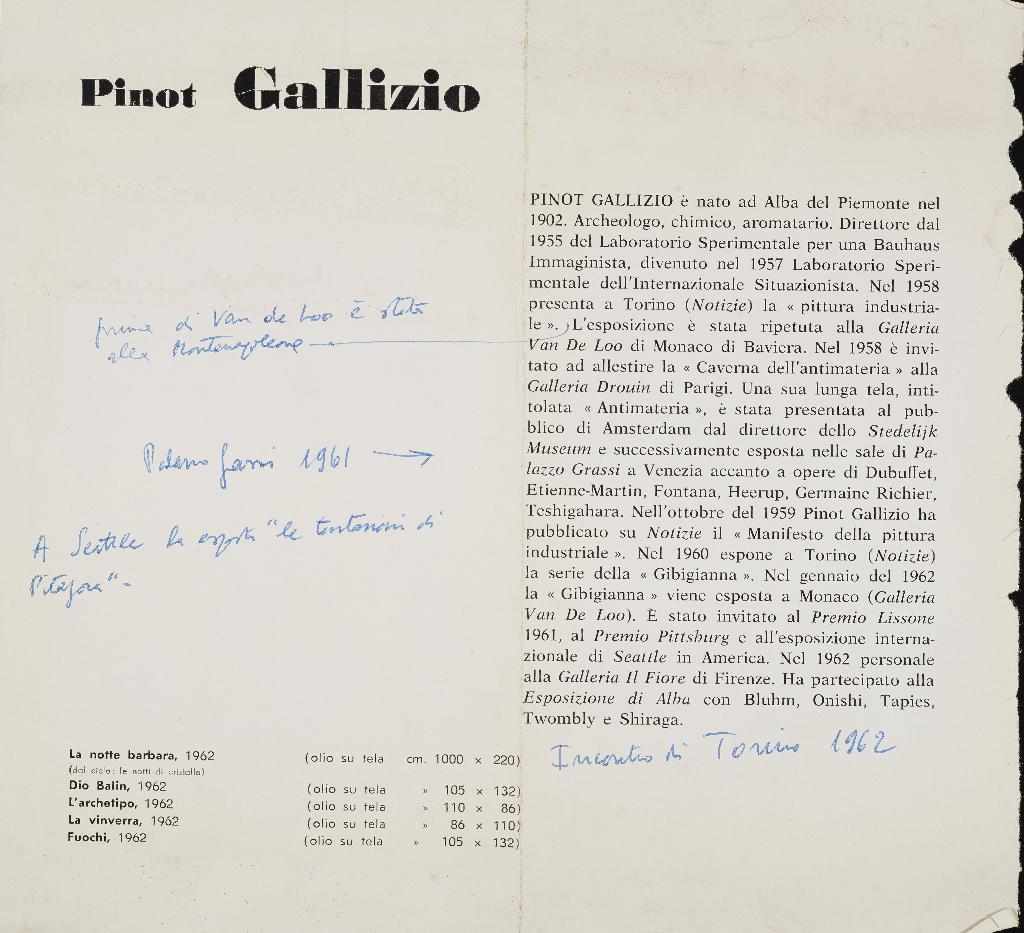 Pinot Gallizio
prima di Van de Loo è stata
alla Montenapoleone —
1961 →
A Seattle ha esposto "le tentazioni di
Pitagora" -
La notte barbara, 1962 (olio su tela cm. 1000 × 220)
(dal ciclo: le notti di cristallo)
Dio Balin, 1962 (olio su tela » 105 × 132)
L'archetipo, 1962 (olio su tela » 110 × 86)
La vinverra, 1962 (olio su tela » 86 × 110)
Fuochi, 1962 (olio su tela » 105 × 132)
PINOT GALLIZIO è nato ad Alba del Piemonte nel
1902. Archeologo, chimico, aromatario. Direttore dal
1955 del Laboratorio Sperimentale per una Bauhaus
Immaginista, divenuto nel 1957 Laboratorio Speri-
mentale dell'Internazionale Situazionista. Nel 1958
presenta a Torino (Notizie) la « pittura industria-
le ». L'esposizione è stata ripetuta alla Galleria
Van De Loo di Monaco di Baviera. Nel 1958 è invi-
tato ad allestire la « Caverna dell'antimateria » alla
Galleria Drouin di Parigi. Una sua lunga tela, inti-
tolata « Antimateria », è stata presentata al pub-
blico di Amsterdam dal direttore dello Stedelijk
Museum e successivamente esposta nelle sale di Pa-
lazzo Grassi a Venezia accanto a opere di Dubuffet,
Etienne-Martin, Fontana, Heerup, Germaine Richier,
Teshigahara. Nell'ottobre del 1959 Pinot Gallizio ha
pubblicato su Notizie il « Manifesto della pittura
industriale ». Nel 1960 espone a Torino (Notizie)
la serie della « Gibigianna ». Nel gennaio del 1962
la « Gibigianna » viene esposta a Monaco (Galleria
Van De Loo). È stato invitato al Premio Lissone
1961, al Premio Pittsburg e all'esposizione interna-
zionale di Seattle in America. Nel 1962 personale
alla Galleria Il Fiore di Firenze. Ha partecipato alla
Esposizione di Alba con Bluhm, Onishi, Tapies,
Twombly e Shiraga.
Incontro di Torino 1962